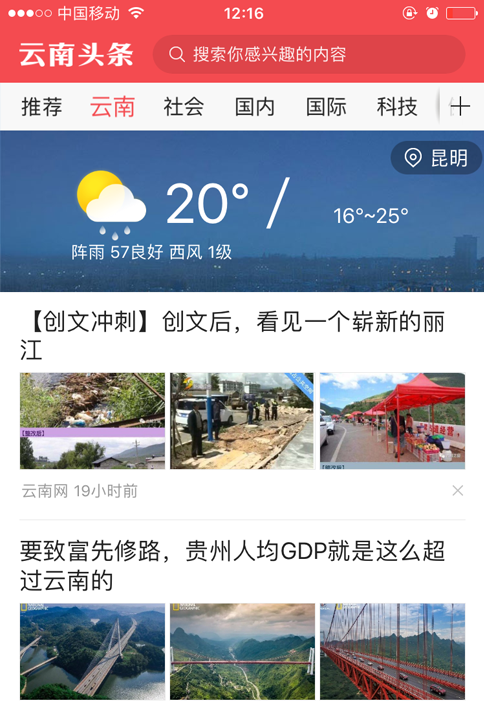 中国移动
12:16
云南头条
搜索你感兴趣的内容
推荐 云南 社会 国内 国际 科技
昆明
20° /
16°~25°
阵雨 57良好 西风 1级
【创文冲刺】创文后，看见一个崭新的丽
江
【整改后】
云南网 19小时前
要致富先修路，贵州人均GDP就是这么超
过云南的